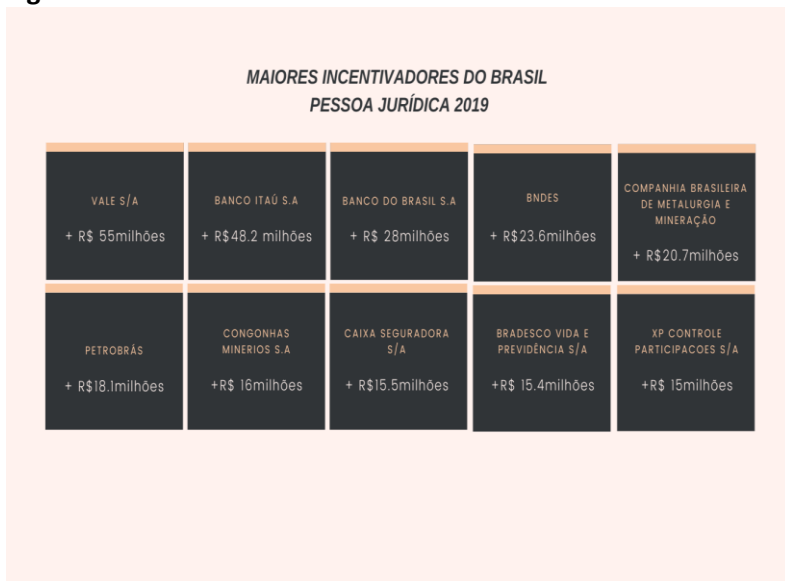 MAIORES INCENTIVADORES DO BRASIL
PESSOA JURÍDICA 2019
VALE S/A
+ R$ 55milhões
BANCO ITAÚ S.A
+ R$48.2 milhões
BANCO DO BRASIL S.A
+ R$ 28milhões
BNDES
+ R$23.6milhões
COMPANHIA BRASILEIRA
DE METALURGIA E
MINERAÇÃO
+ R$20.7milhões
PETROBRÁS
+ R$18.1milhões
CONGONHAS
MINERIOS S.A
+R$ 16milhões
CAIXA SEGURADORA
S/A
+ R$15.5milhões
BRADESCO VIDA E
PREVIDÊNCIA S/A
+R$ 15.4milhões
XP CONTROLE
PARTICIPACOES S/A
+R$ 15milhões